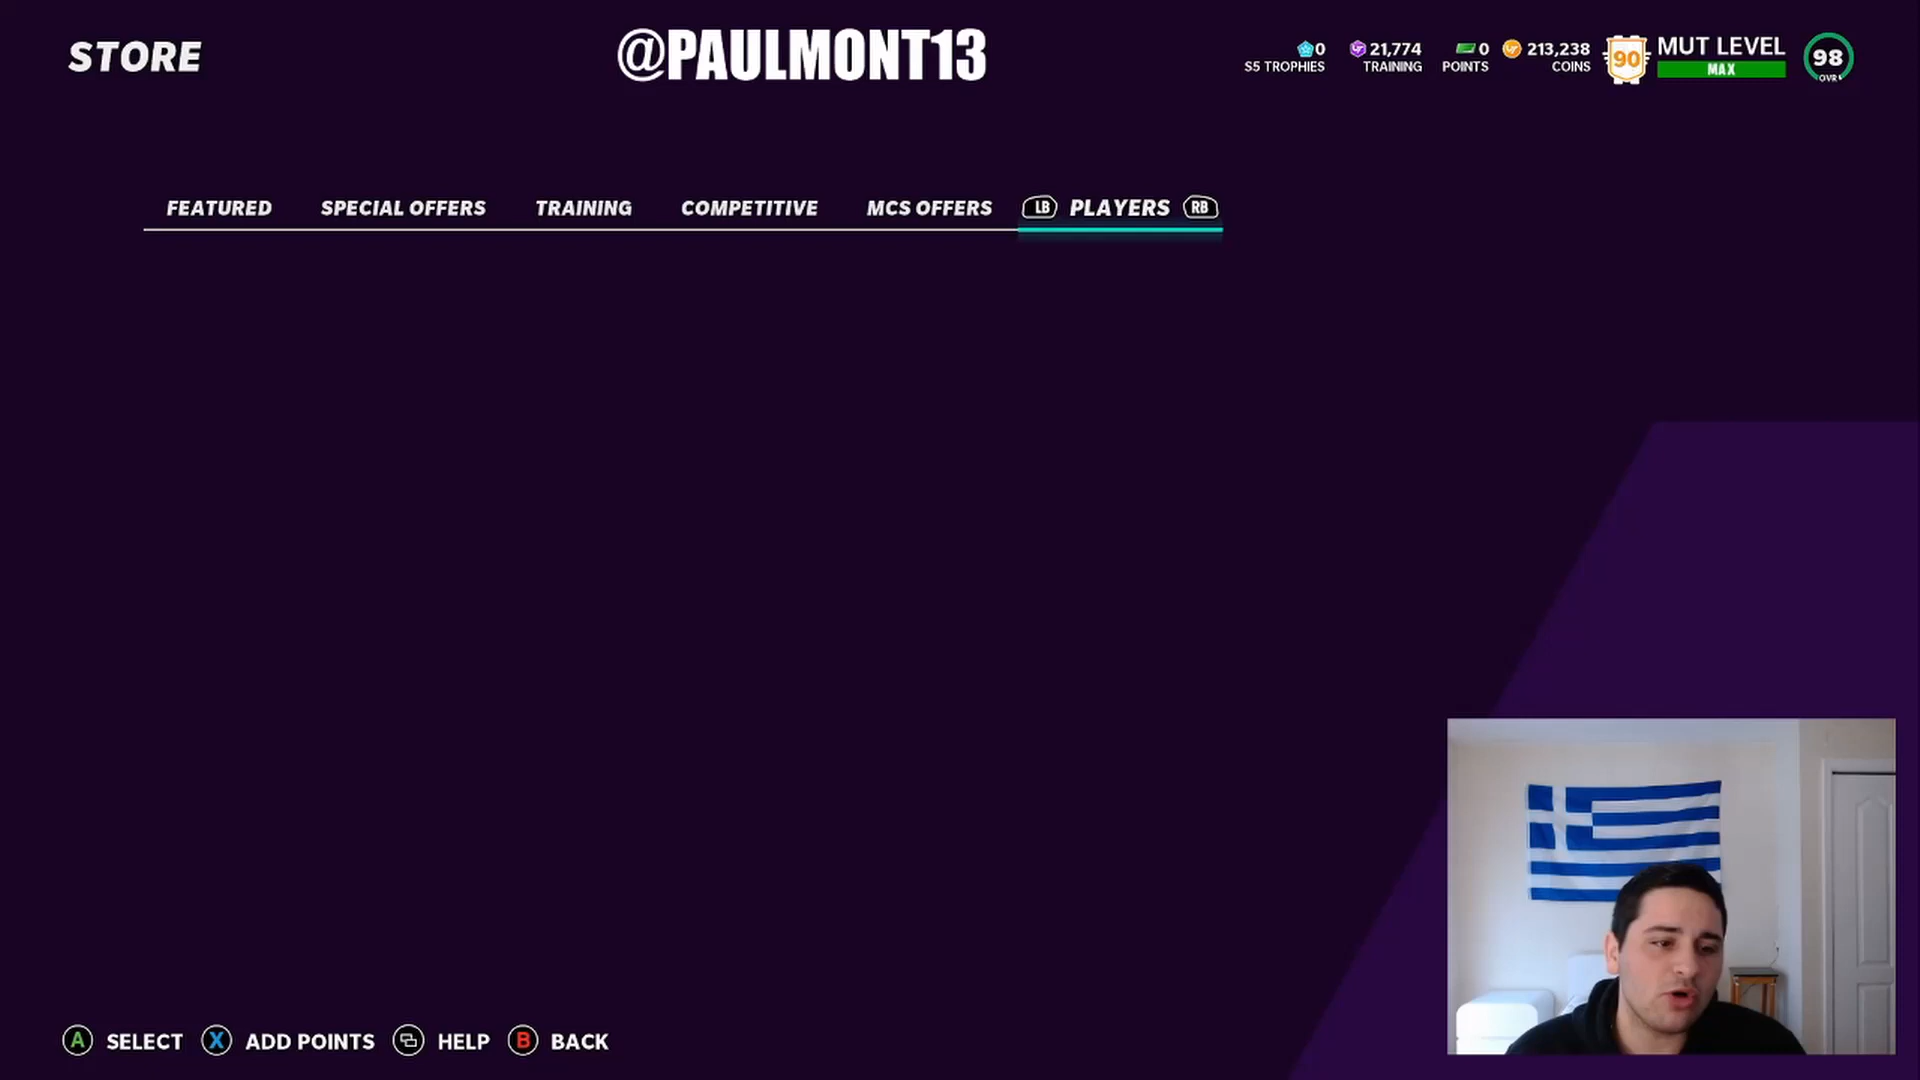 STORE
@PAULMONT13
0
S5 TROPHIES
21,774
TRAINING
0
POINTS
213,238
COINS
90
MUT LEVEL
MAX
98
OVR
FEATURED
SPECIAL OFFERS
TRAINING
COMPETITIVE
MCS OFFERS
LB PLAYERS RB
A SELECT X ADD POINTS HELP B BACK